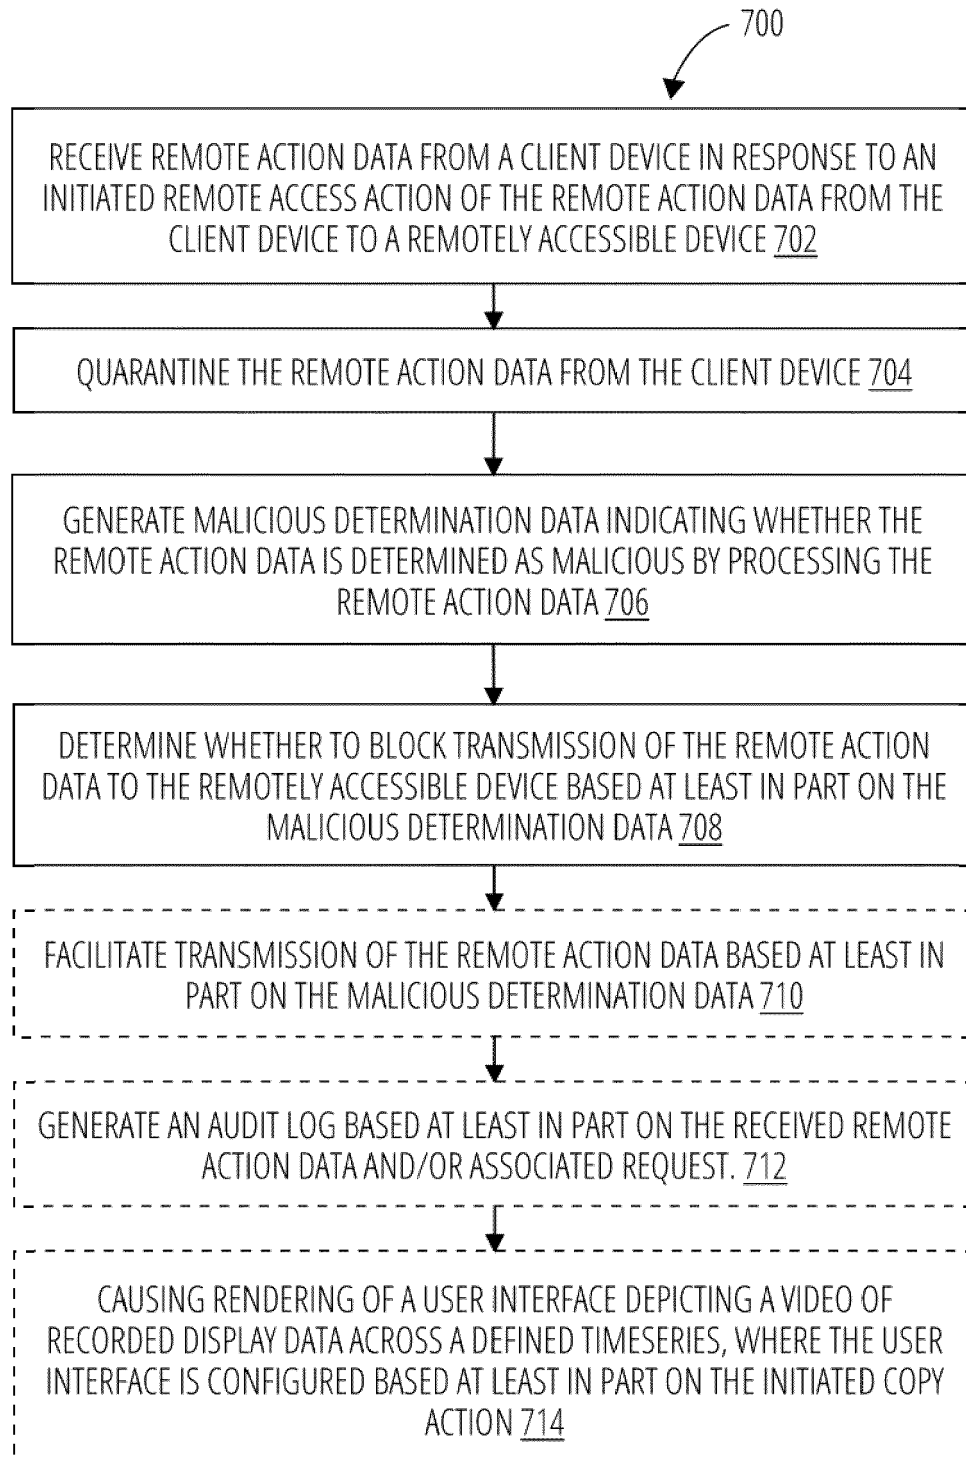 700
RECEIVE REMOTE ACTION DATA FROM A CLIENT DEVICE IN RESPONSE TO AN
INITIATED REMOTE ACCESS ACTION OF THE REMOTE ACTION DATA FROM THE
CLIENT DEVICE TO A REMOTELY ACCESSIBLE DEVICE 702
QUARANTINE THE REMOTE ACTION DATA FROM THE CLIENT DEVICE 704
GENERATE MALICIOUS DETERMINATION DATA INDICATING WHETHER THE
REMOTE ACTION DATA IS DETERMINED AS MALICIOUS BY PROCESSING THE
REMOTE ACTION DATA 706
DETERMINE WHETHER TO BLOCK TRANSMISSION OF THE REMOTE ACTION
DATA TO THE REMOTELY ACCESSIBLE DEVICE BASED AT LEAST IN PART ON THE
MALICIOUS DETERMINATION DATA 708
FACILITATE TRANSMISSION OF THE REMOTE ACTION DATA BASED AT LEAST IN
PART ON THE MALICIOUS DETERMINATION DATA 710
GENERATE AN AUDIT LOG BASED AT LEAST IN PART ON THE RECEIVED REMOTE
ACTION DATA AND/OR ASSOCIATED REQUEST. 712
CAUSING RENDERING OF A USER INTERFACE DEPICTING A VIDEO OF
RECORDED DISPLAY DATA ACROSS A DEFINED TIMESERIES, WHERE THE USER
INTERFACE IS CONFIGURED BASED AT LEAST IN PART ON THE INITIATED COPY
ACTION 714